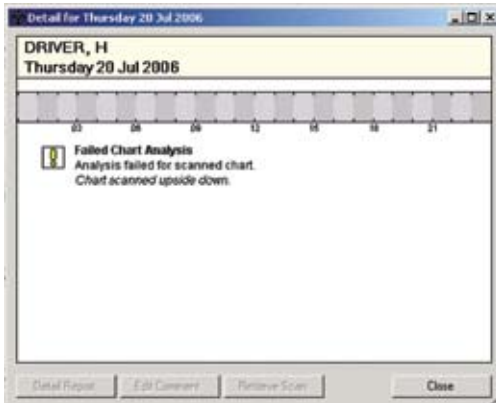 Detail for Thursday 20 Jul 2006
DRIVER, H
Thursday 20 Jul 2006
03 06 09 12 15 18 21
Failed Chart Analysis
Analysis failed for scanned chart.
Chart scanned upside down.
Detail Report Edit Comment Retrieve Scan Close